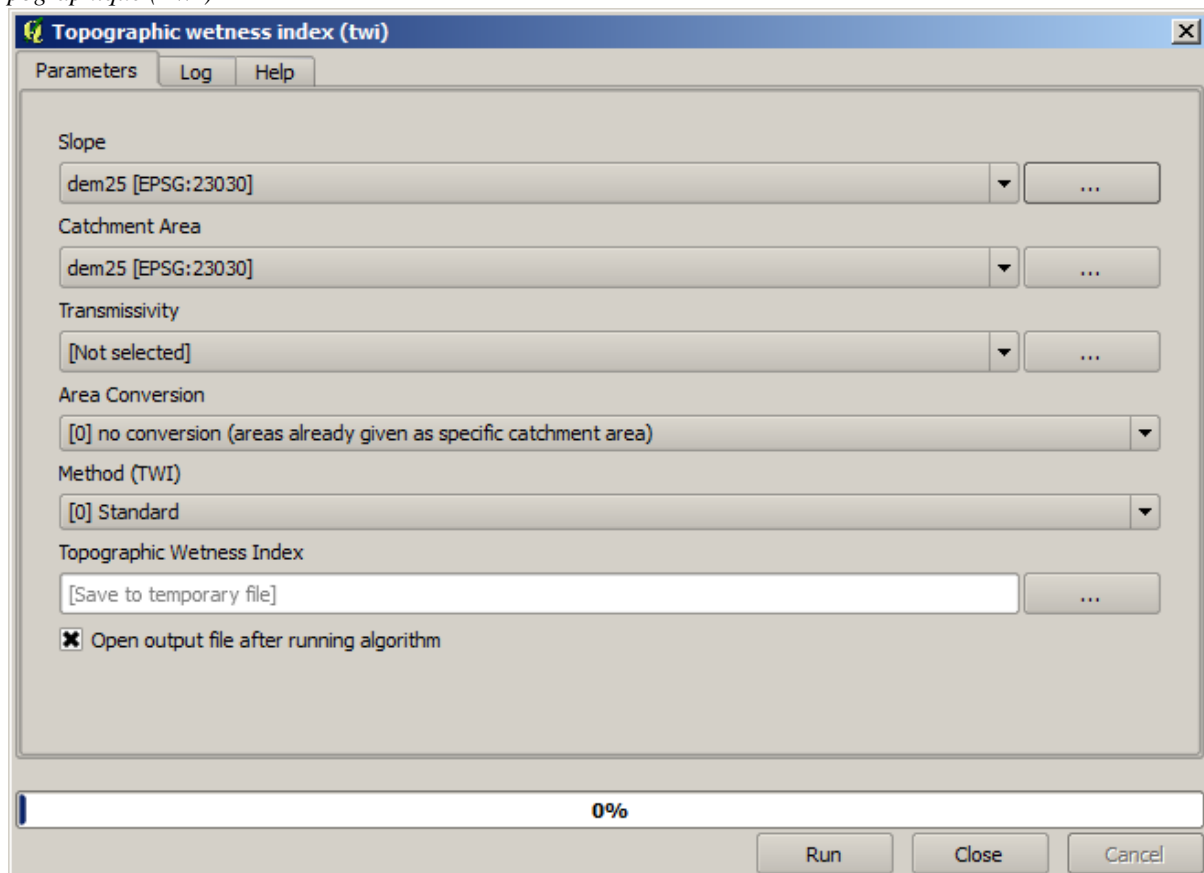 Topographic wetness index (twi)
Parameters Log Help
Slope
dem25 [EPSG:23030]
...
Catchment Area
dem25 [EPSG:23030]
...
Transmissivity
[Not selected]
...
Area Conversion
[0] no conversion (areas already given as specific catchment area)
Method (TWI)
[0] Standard
Topographic Wetness Index
[Save to temporary file]
...
Open output file after running algorithm
0%
Run Close Cancel